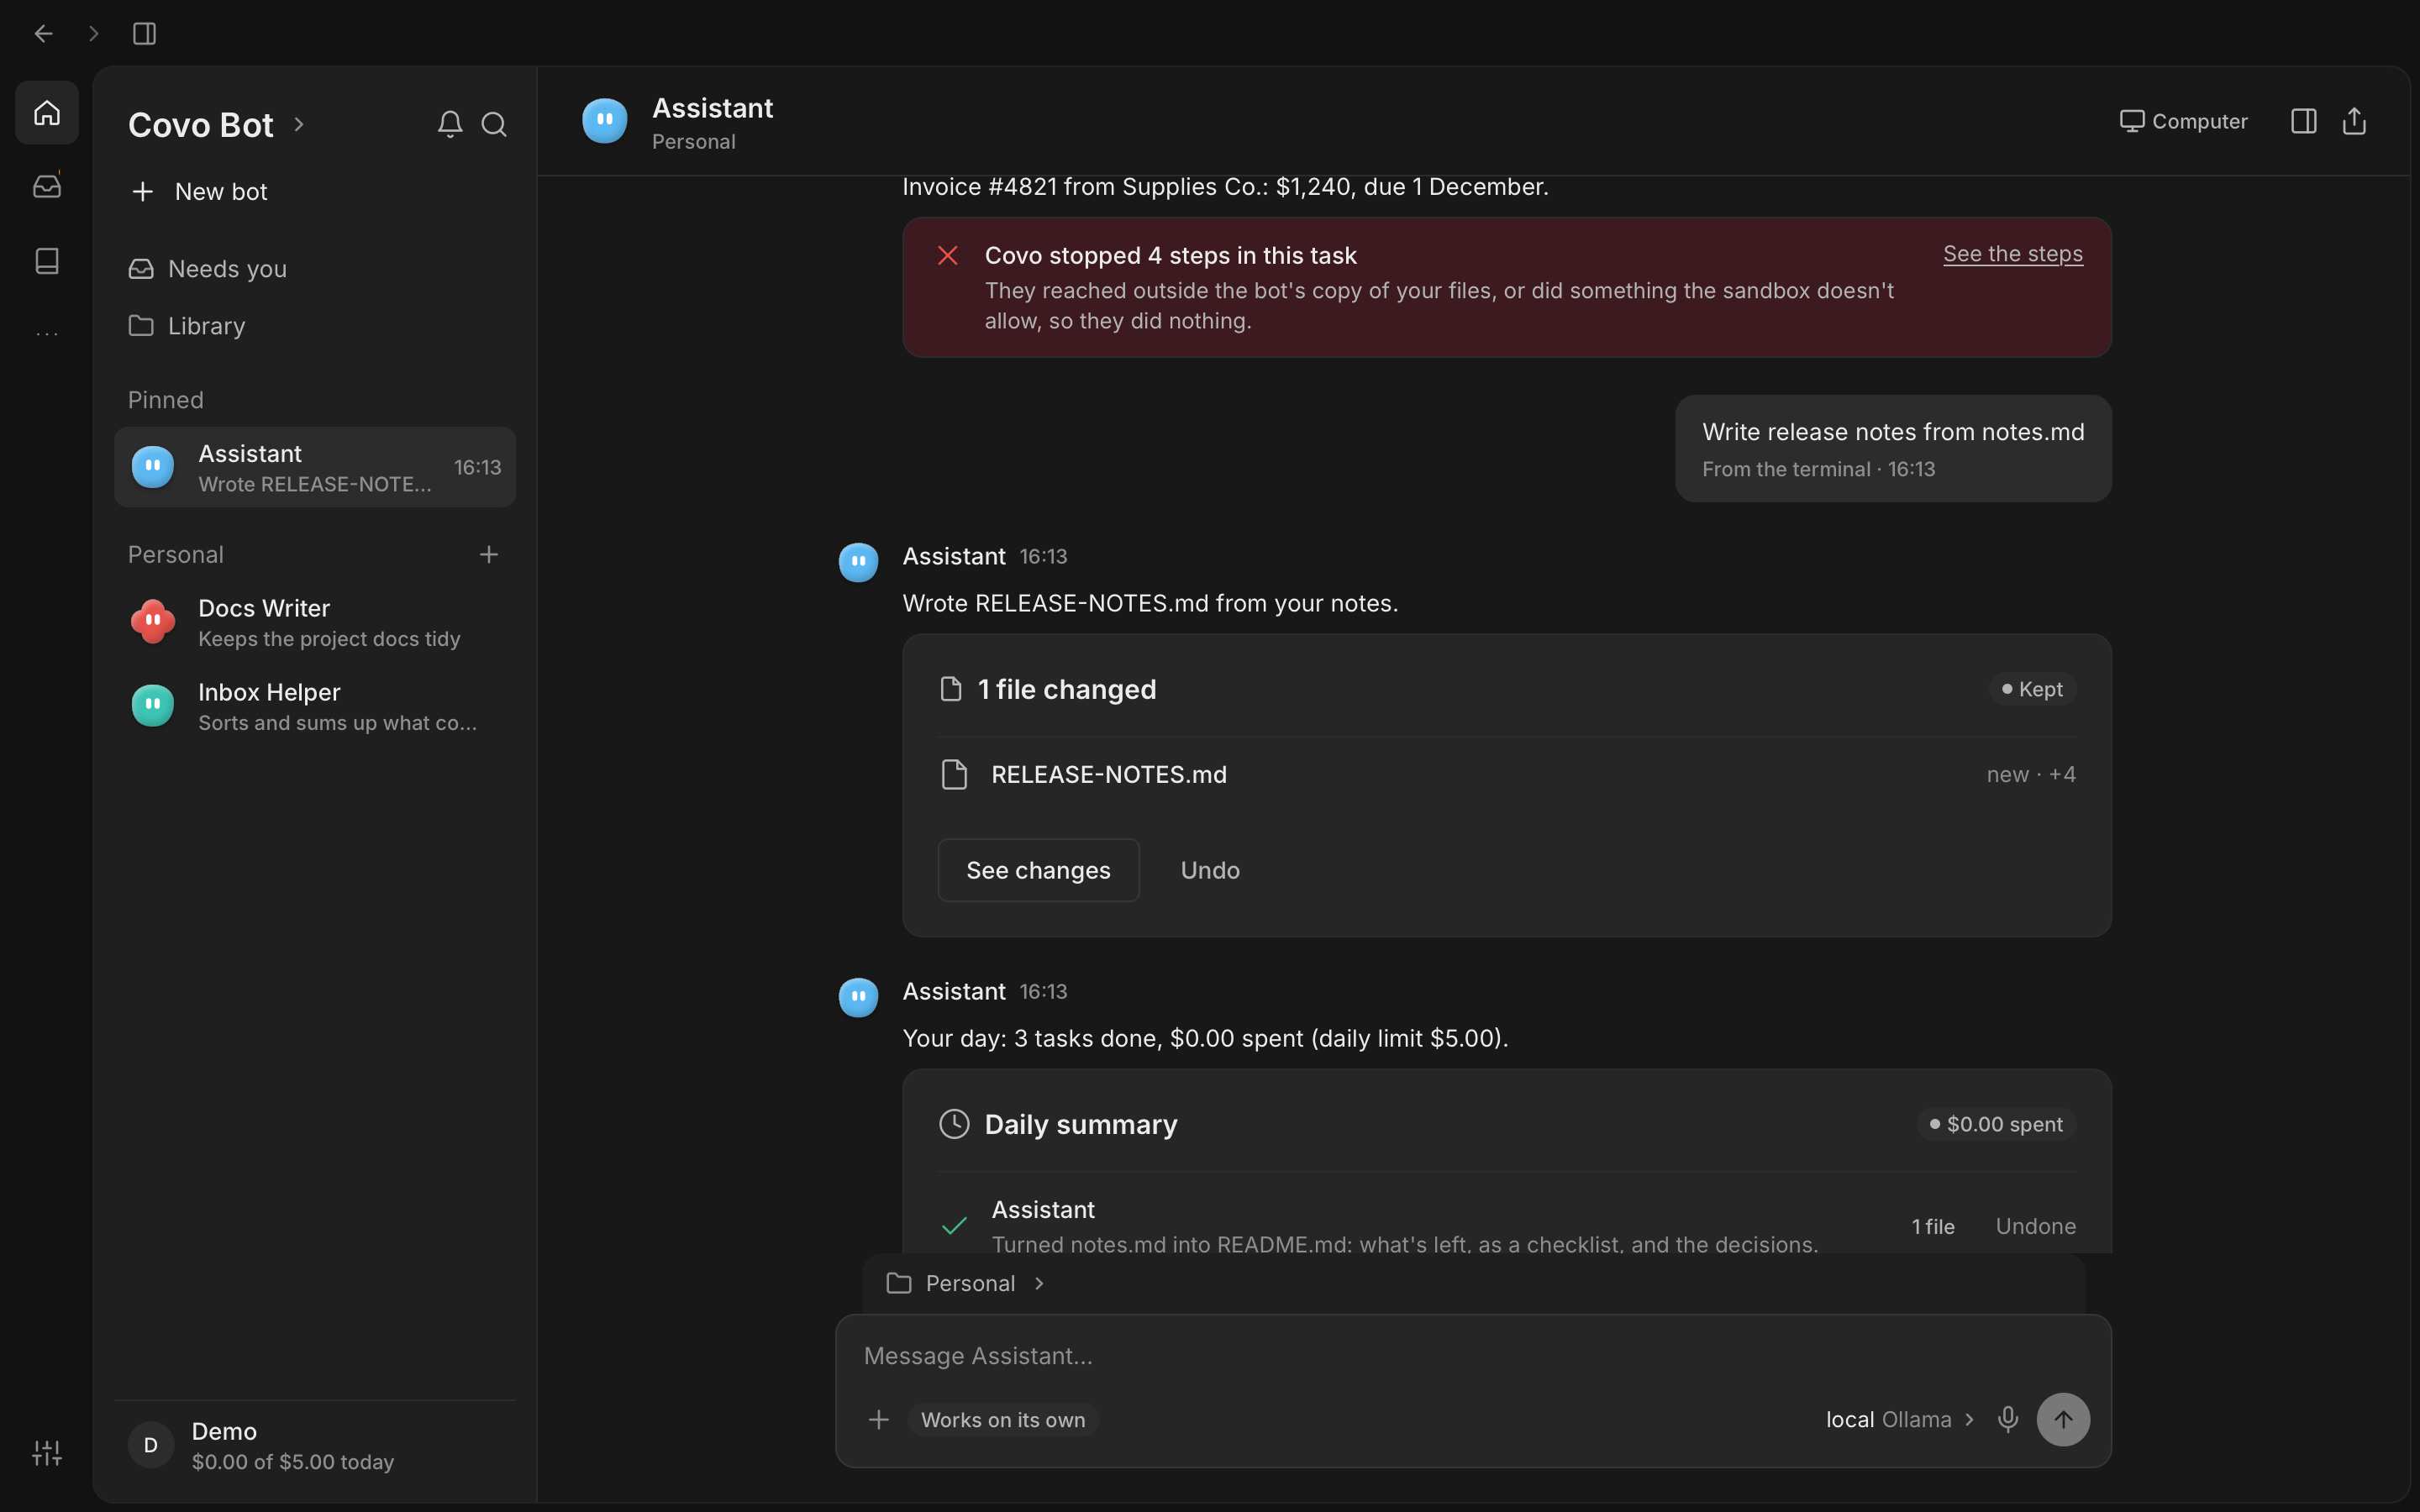 Covo Bot
New bot
Needs you
Library
Pinned
Assistant
Wrote RELEASE-NOTE...
16:13
Personal
Docs Writer
Keeps the project docs tidy
Inbox Helper
Sorts and sums up what co...
D
Demo
$0.00 of $5.00 today
Assistant
Personal
Computer
Invoice #4821 from Supplies Co.: $1,240, due 1 December.
Covo stopped 4 steps in this task
See the steps
They reached outside the bot's copy of your files, or did something the sandbox doesn't
allow, so they did nothing.
Write release notes from notes.md
From the terminal · 16:13
Assistant 16:13
Wrote RELEASE-NOTES.md from your notes.
1 file changed
Kept
RELEASE-NOTES.md
new · +4
See changes
Undo
Assistant 16:13
Your day: 3 tasks done, $0.00 spent (daily limit $5.00).
Daily summary
$0.00 spent
Assistant
Turned notes.md into README.md: what's left, as a checklist, and the decisions.
1 file
Undone
Personal
Message Assistant...
Works on its own
local Ollama